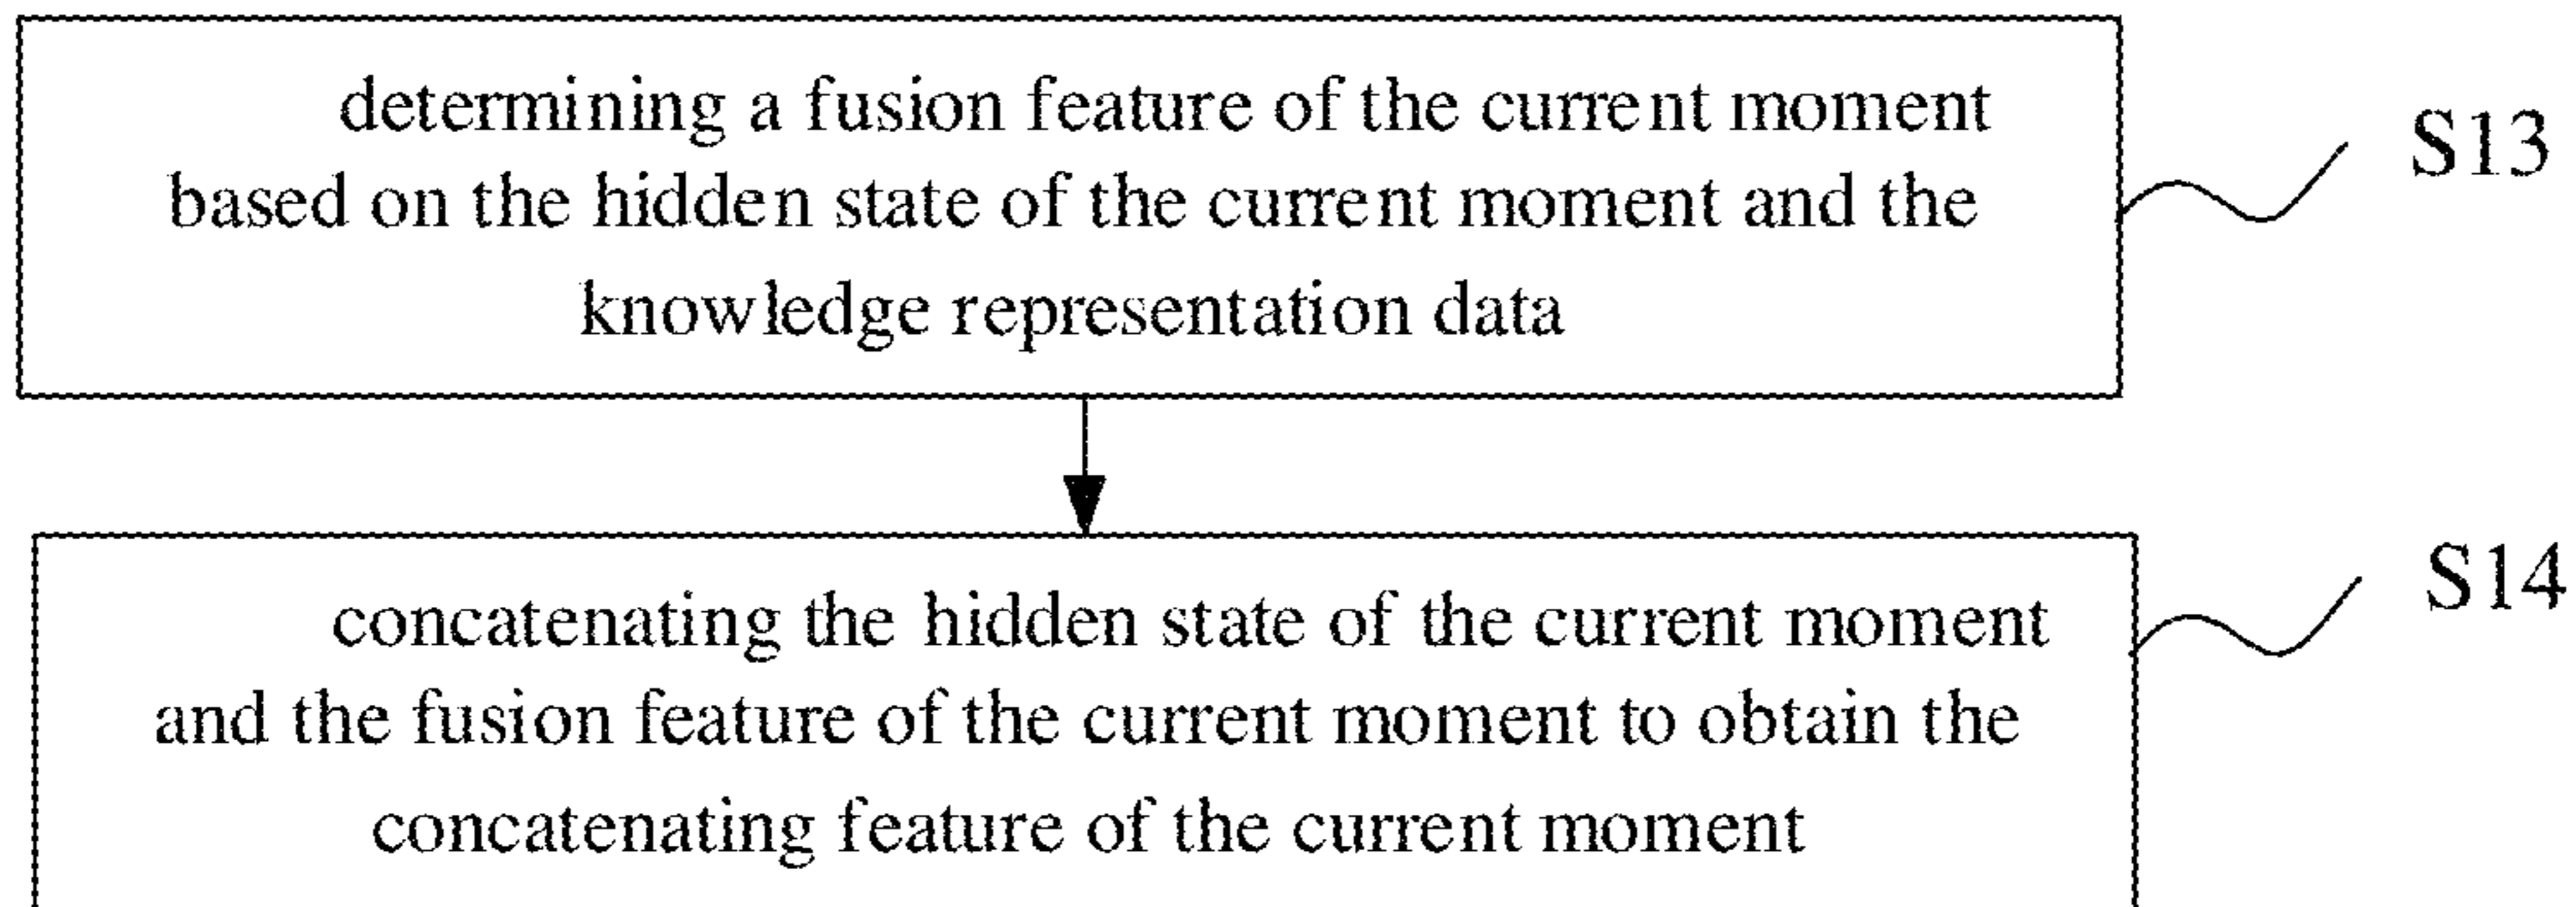 determining a fusion feature of the current moment
based on the hidden state of the current moment and the
knowledge representation data
S13
concatenating the hidden state of the current moment
and the fusion feature of the current moment to obtain the
concatenating feature of the current moment
S14